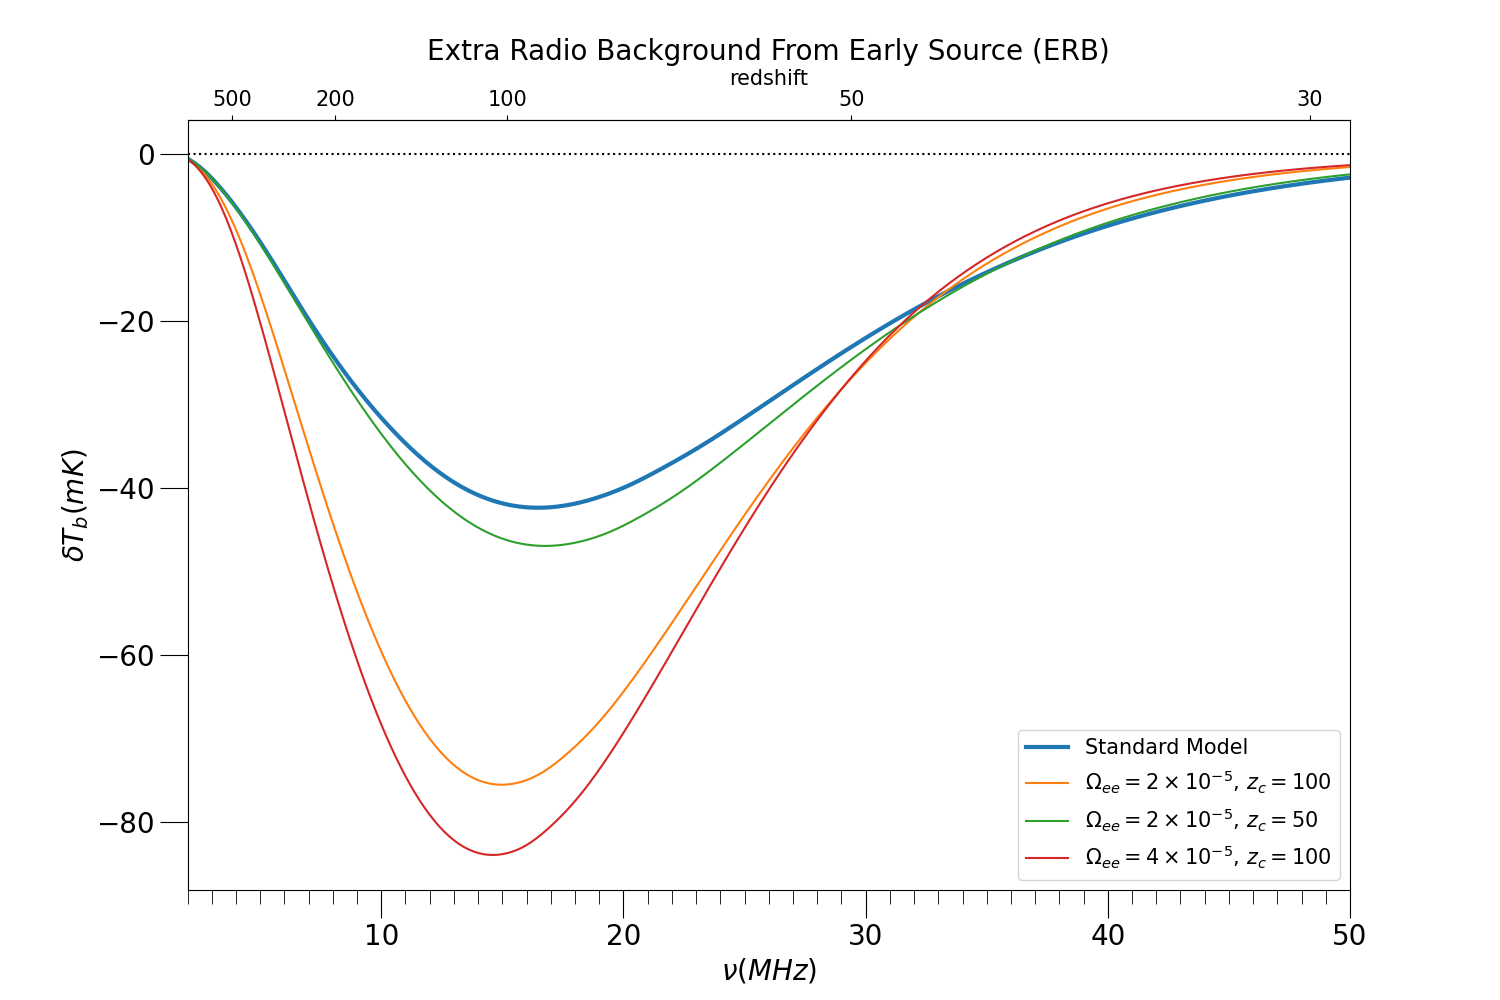 Extra Radio Background From Early Source (ERB)
redshift
500 200 100 50 30
0
−20
−40
−60
−80
δT_b(mK)
Standard Model
Ω_ee = 2 × 10⁻⁵, z_c = 100
Ω_ee = 2 × 10⁻⁵, z_c = 50
Ω_ee = 4 × 10⁻⁵, z_c = 100
10 20 30 40 50
ν(MHz)